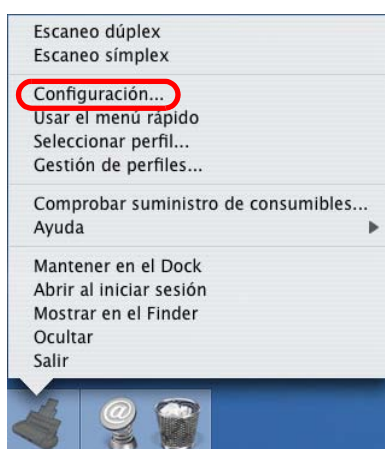 Escaneo dúplex
Escaneo símplex
Configuración...
Usar el menú rápido
Seleccionar perfil...
Gestión de perfiles...
Comprobar suministro de consumibles...
Ayuda
Mantener en el Dock
Abrir al iniciar sesión
Mostrar en el Finder
Ocultar
Salir
@